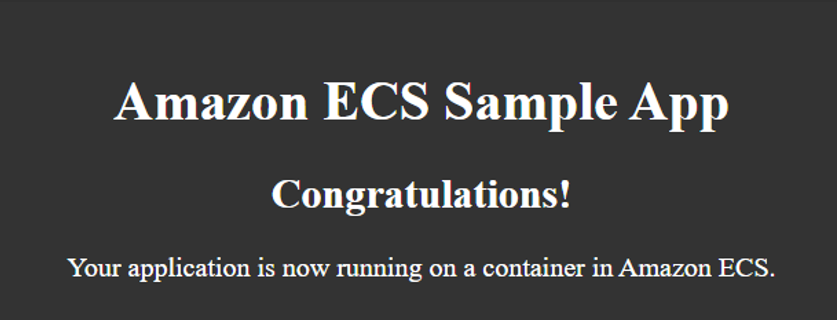 Amazon ECS Sample App
Congratulations!
Your application is now running on a container in Amazon ECS.